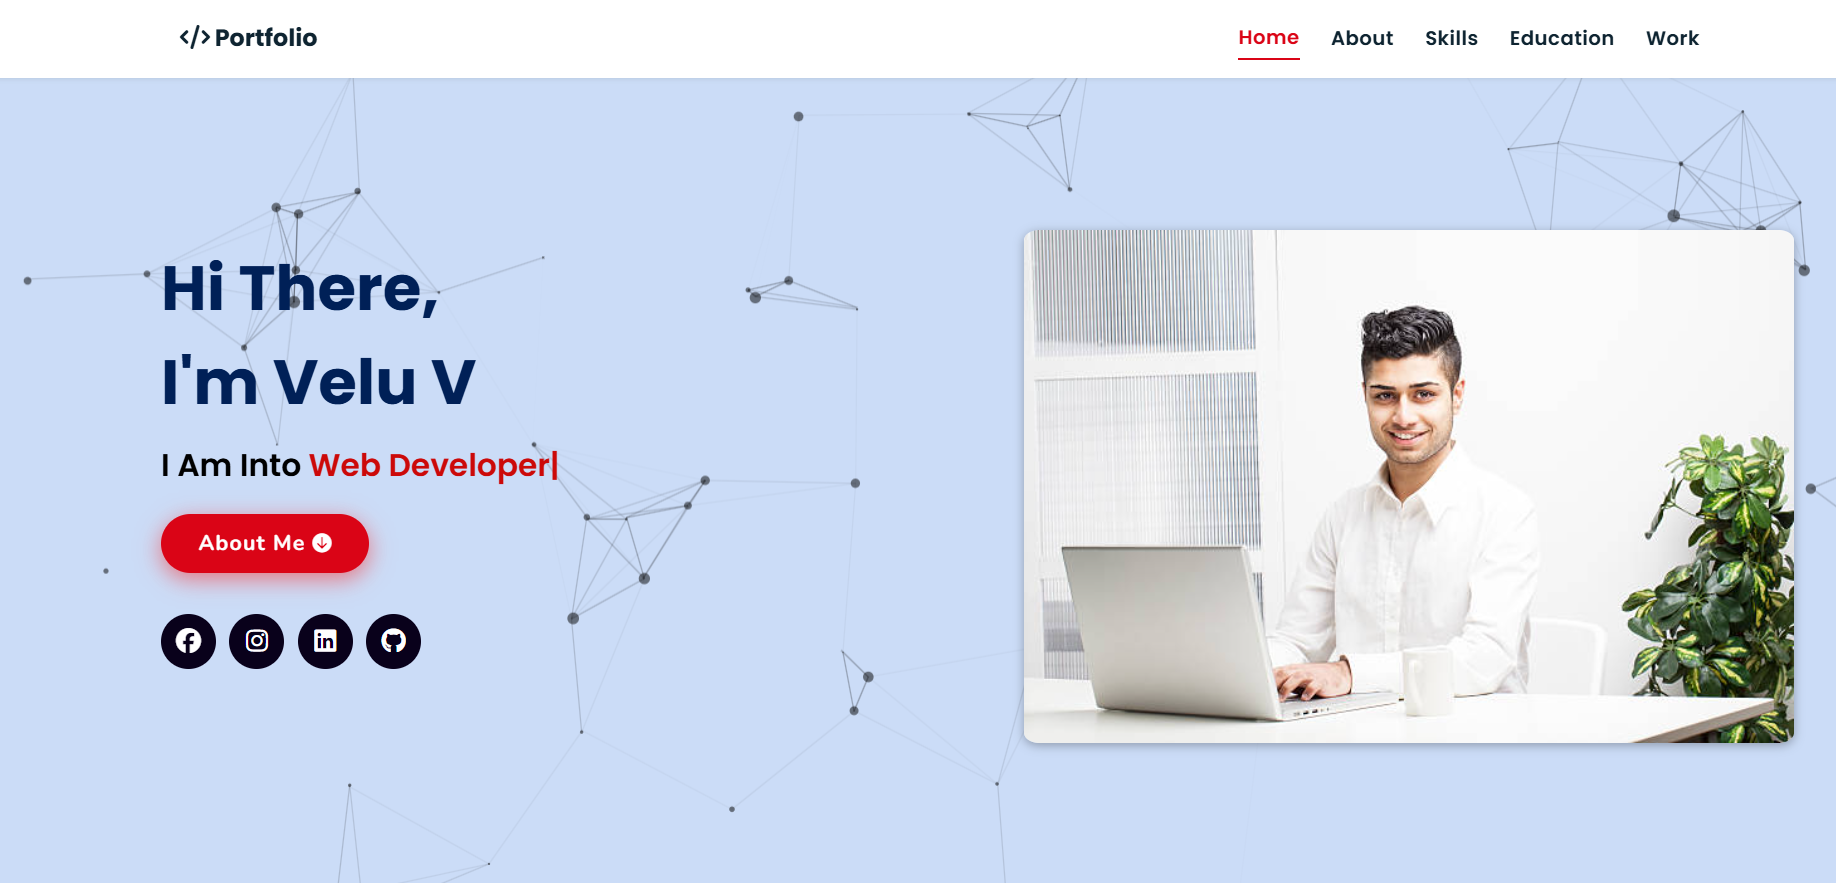 </> Portfolio
Home About Skills Education Work
Hi There,
I'm Velu V
I Am Into Web Developer|
About Me